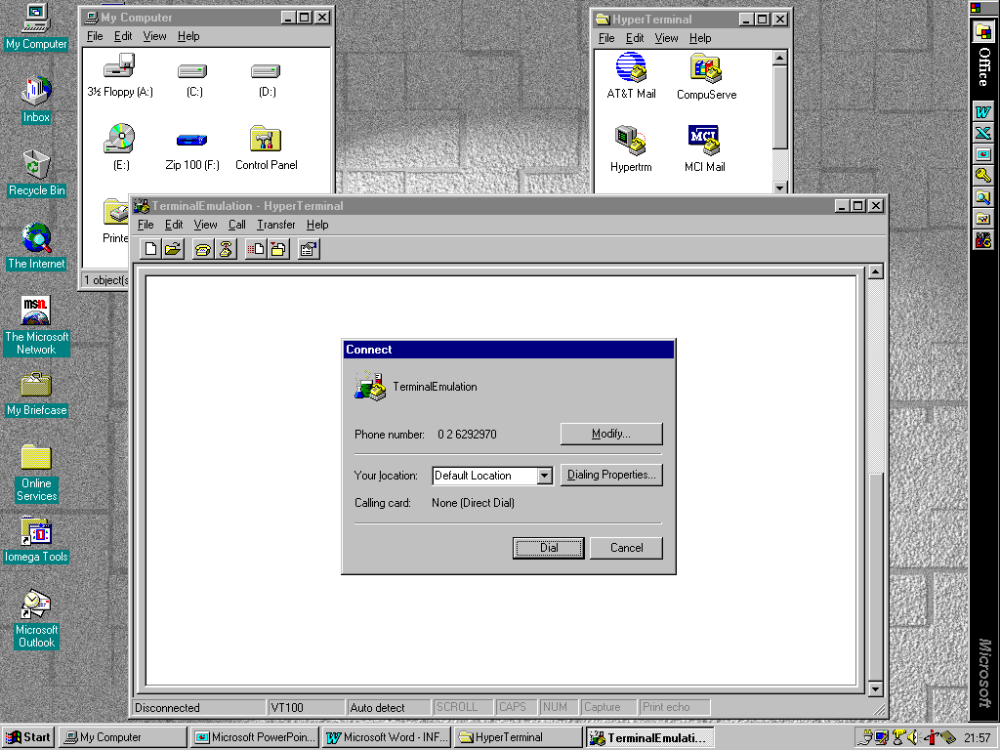 My Computer
Inbox
Recycle Bin
The Internet
The Microsoft
Network
My Briefcase
Online
Services
Iomega Tools
Microsoft
Outlook
My Computer
File Edit View Help
3½ Floppy (A:) (C:) (D:)
(E:) Zip 100 (F:) Control Panel
Printe
1 object(s
HyperTerminal
File Edit View Help
AT&T Mail CompuServe
Hypertrm MCI Mail
MCI
Office
Microsoft
TerminalEmulation - HyperTerminal
File Edit View Call Transfer Help
Connect
TerminalEmulation
Phone number: 0 2 6292970 Modify...
Your location: Default Location Dialing Properties...
Calling card: None (Direct Dial)
Dial Cancel
Disconnected VT100 Auto detect SCROLL CAPS NUM Capture Print echo
msn.
Start My Computer Microsoft PowerPoin... Microsoft Word - INF... HyperTerminal TerminalEmulati... 21:57